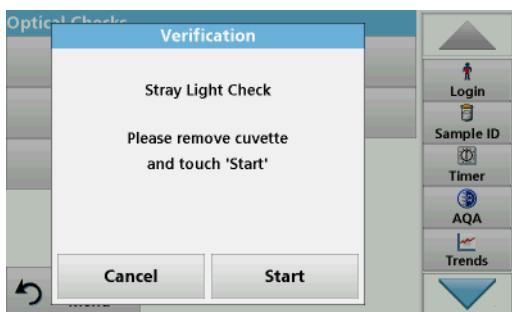 Verification
Stray Light Check
Please remove cuvette
and touch 'Start'
Cancel
Start
Login
Sample ID
Timer
AQA
Trends